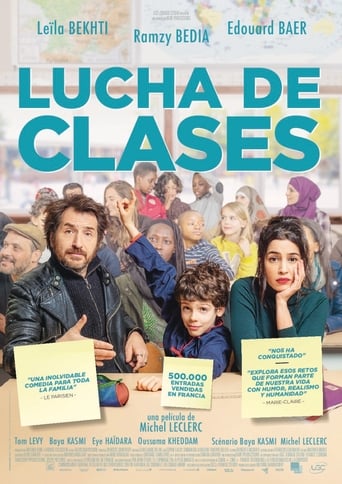 Leïla BEKHTI Ramzy BEDIA Edouard BAER
LUCHA DE
CLASES
"UNA INOLVIDABLE
COMEDIA PARA TODA
LA FAMILIA"
LE PARISIEN
500.000
ENTRADAS
VENDIDAS
EN FRANCIA
"NOS HA
CONQUISTADO"
"EXPLORA ESOS RETOS
QUE FORMAN PARTE
DE NUESTRA VIDA
CON HUMOR, REALISMO
Y HUMANIDAD"
-MARIE-CLAIRE-
una película de
Michel LECLERC
Tom LEVY Baya KASMI Eye HAÏDARA Oussama KHEDDAM Scénario Baya KASMI Michel LECLERC
UGC